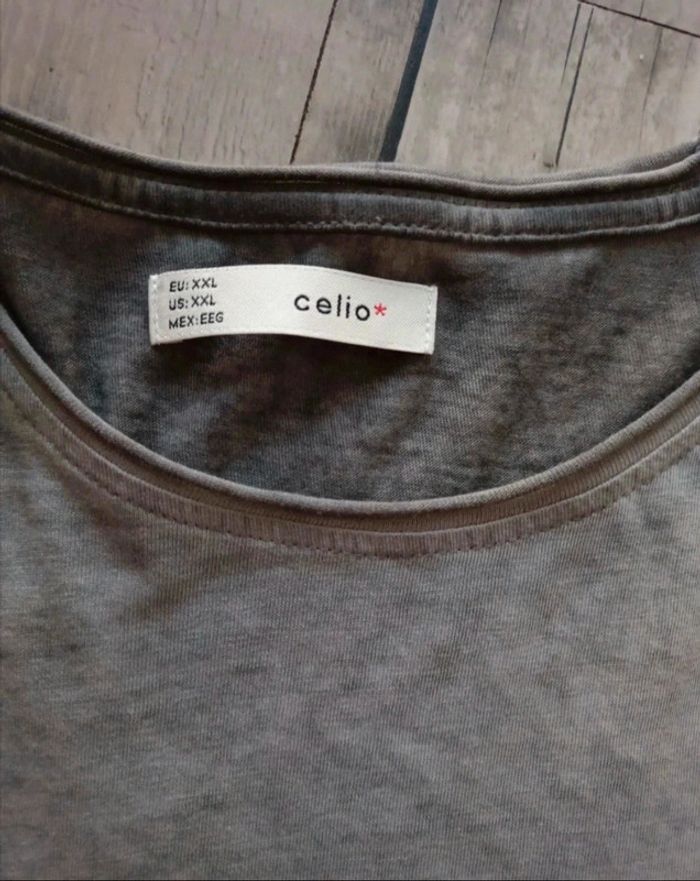 EU: XXL
US: XXL
MEX: EEG
celio*